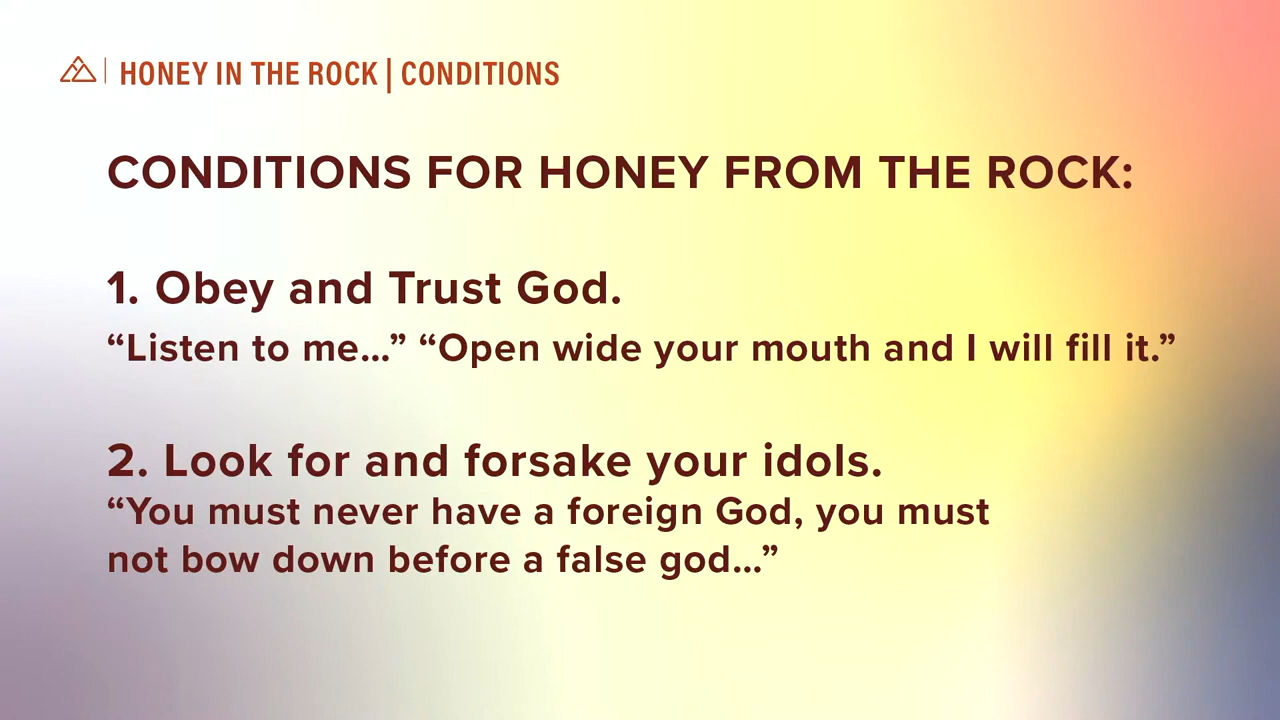 HONEY IN THE ROCK | CONDITIONS
CONDITIONS FOR HONEY FROM THE ROCK:
1. Obey and Trust God.
“Listen to me...” “Open wide your mouth and I will fill it.”
2. Look for and forsake your idols.
“You must never have a foreign God, you must
not bow down before a false god...”